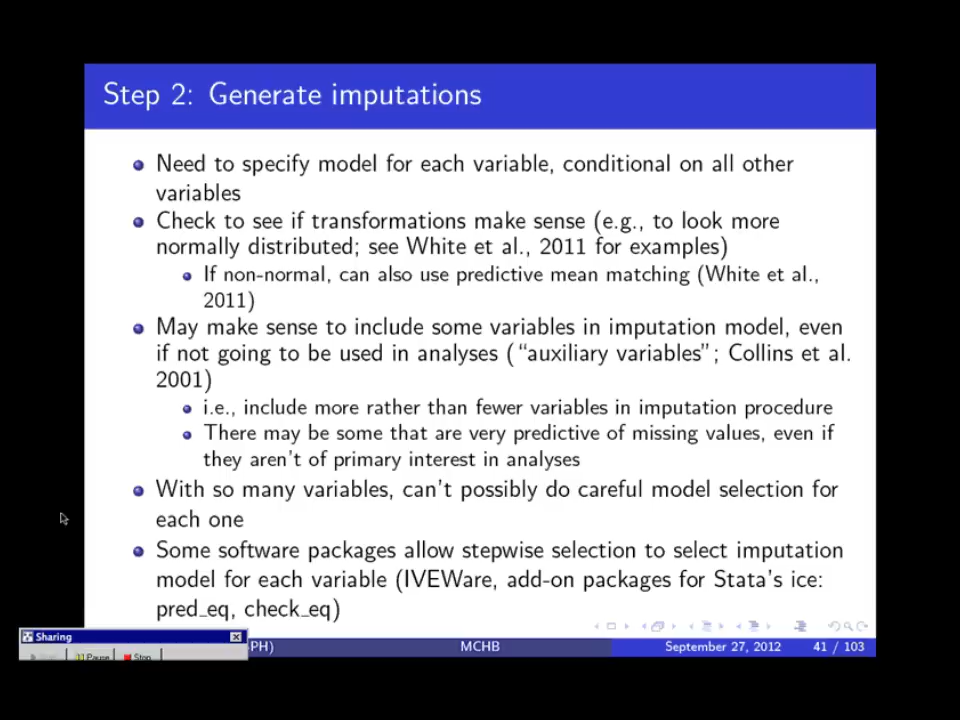 Step 2: Generate imputations
Need to specify model for each variable, conditional on all other
variables
Check to see if transformations make sense (e.g., to look more
normally distributed; see White et al., 2011 for examples)
If non-normal, can also use predictive mean matching (White et al.,
2011)
May make sense to include some variables in imputation model, even
if not going to be used in analyses (“auxiliary variables”; Collins et al.
2001)
i.e., include more rather than fewer variables in imputation procedure
There may be some that are very predictive of missing values, even if
they aren't of primary interest in analyses
With so many variables, can't possibly do careful model selection for
each one
Some software packages allow stepwise selection to select imputation
model for each variable (IVEWare, add-on packages for Stata's ice:
pred_eq, check_eq)
Sharing
Pause Stop
SPH) MCHB September 27, 2012 41 / 103